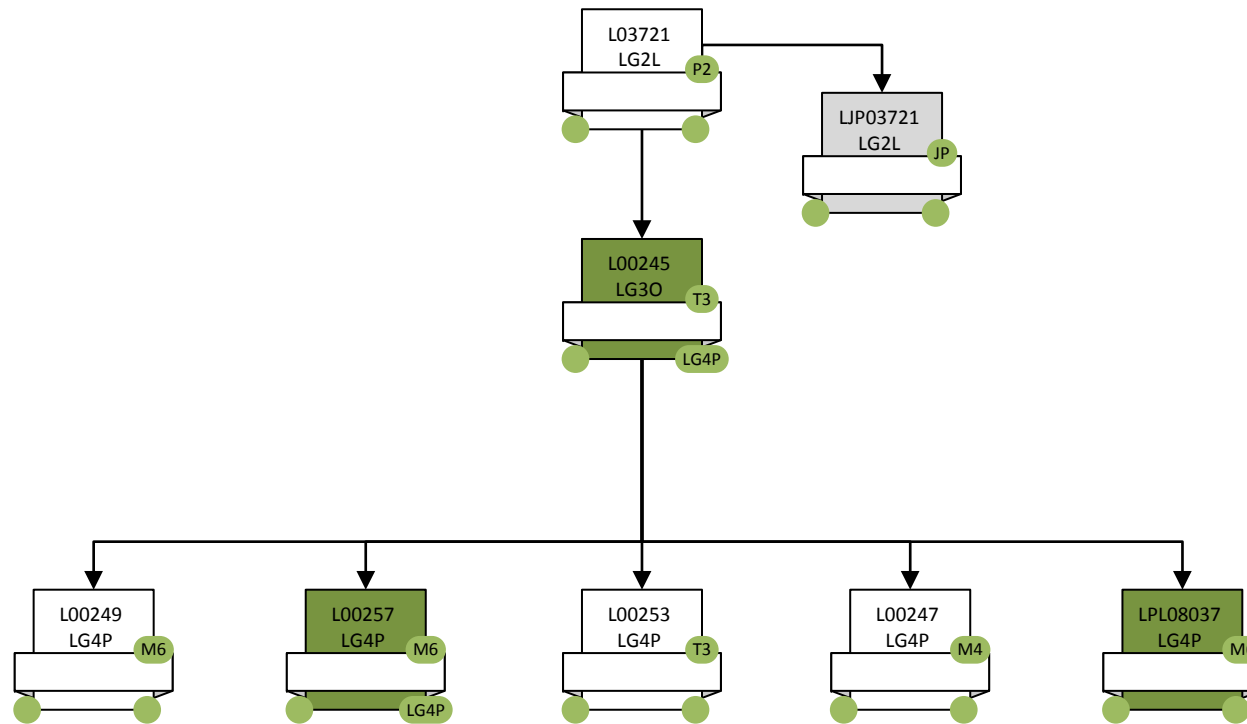 L03721
LG2L
P2
LJP03721
LG2L
JP
L00245
LG3O
T3
LG4P
L00249
LG4P
M6
L00257
LG4P
M6
LG4P
L00253
LG4P
T3
L00247
LG4P
M4
LPL08037
LG4P